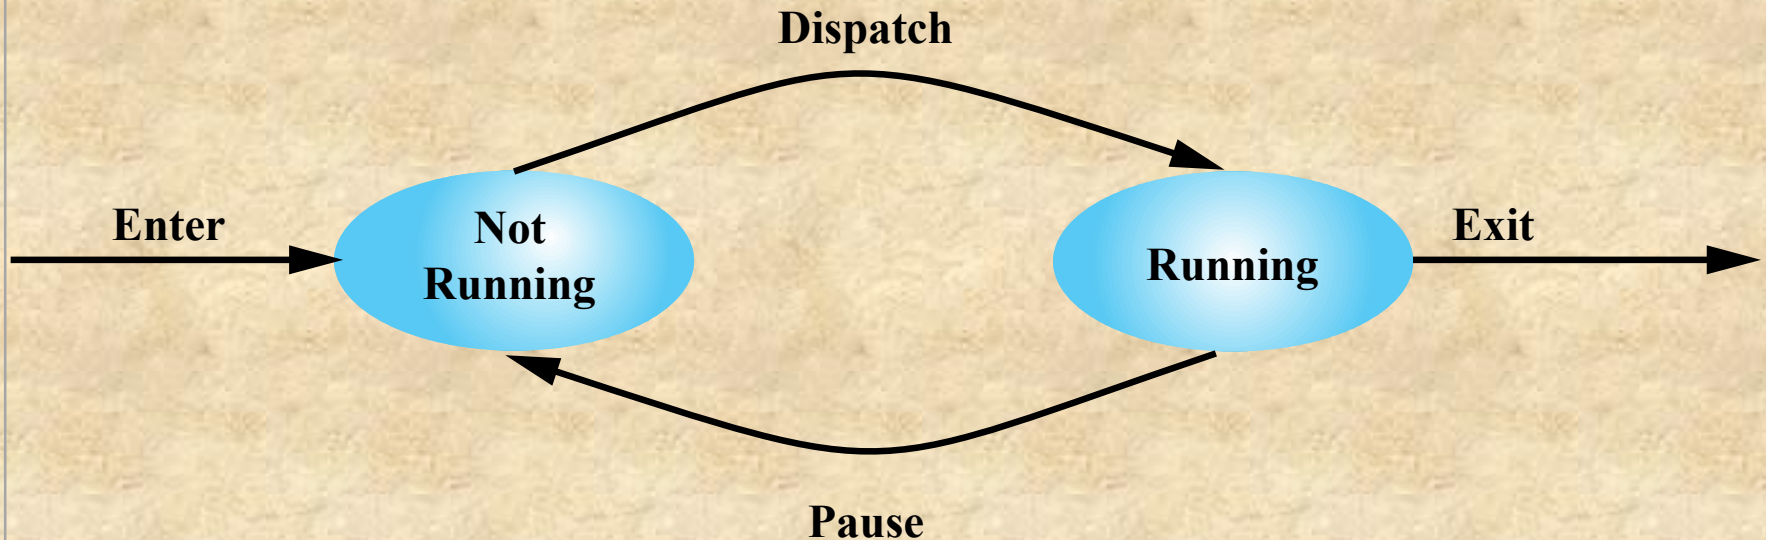 Dispatch
Enter
Not
Running
Running
Exit
Pause